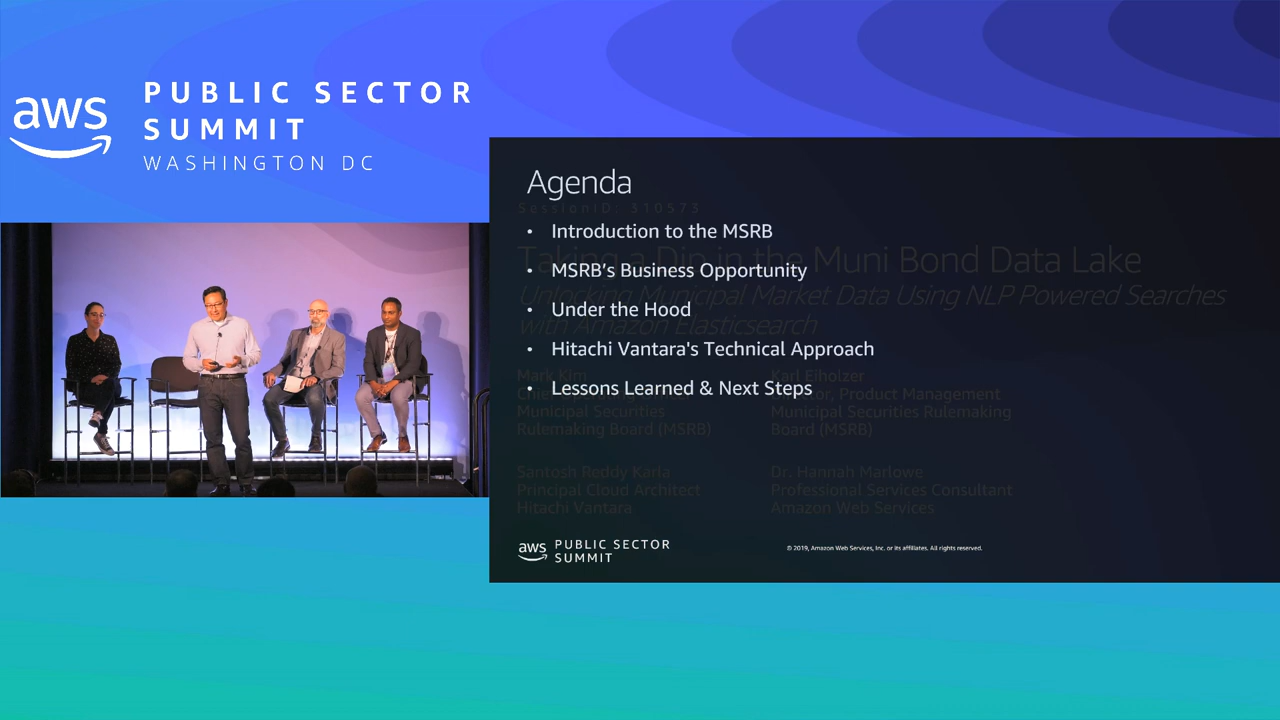 aws
PUBLIC SECTOR
SUMMIT
WASHINGTON DC
Agenda
SessionID: 310573
• Introduction to the MSRB
Taking a Dip in the Muni Bond Data Lake
• MSRB's Business Opportunity
Unlocking Municipal Market Data Using NLP Powered Searches
• Under the Hood
with Amazon Elasticsearch
• Hitachi Vantara's Technical Approach
Mark Kim
Karl Eiholzer
• Lessons Learned & Next Steps
Product Management
Municipal Securities
Rulemaking Board (MSRB)
Municipal Securities Rulemaking
Board (MSRB)
Santosh Reddy Karla
Principal Cloud Architect
Hitachi Vantara
Dr. Hannah Marlowe
Professional Services Consultant
Amazon Web Services
aws
PUBLIC SECTOR
SUMMIT
© 2019, Amazon Web Services, Inc. or its affiliates. All rights reserved.